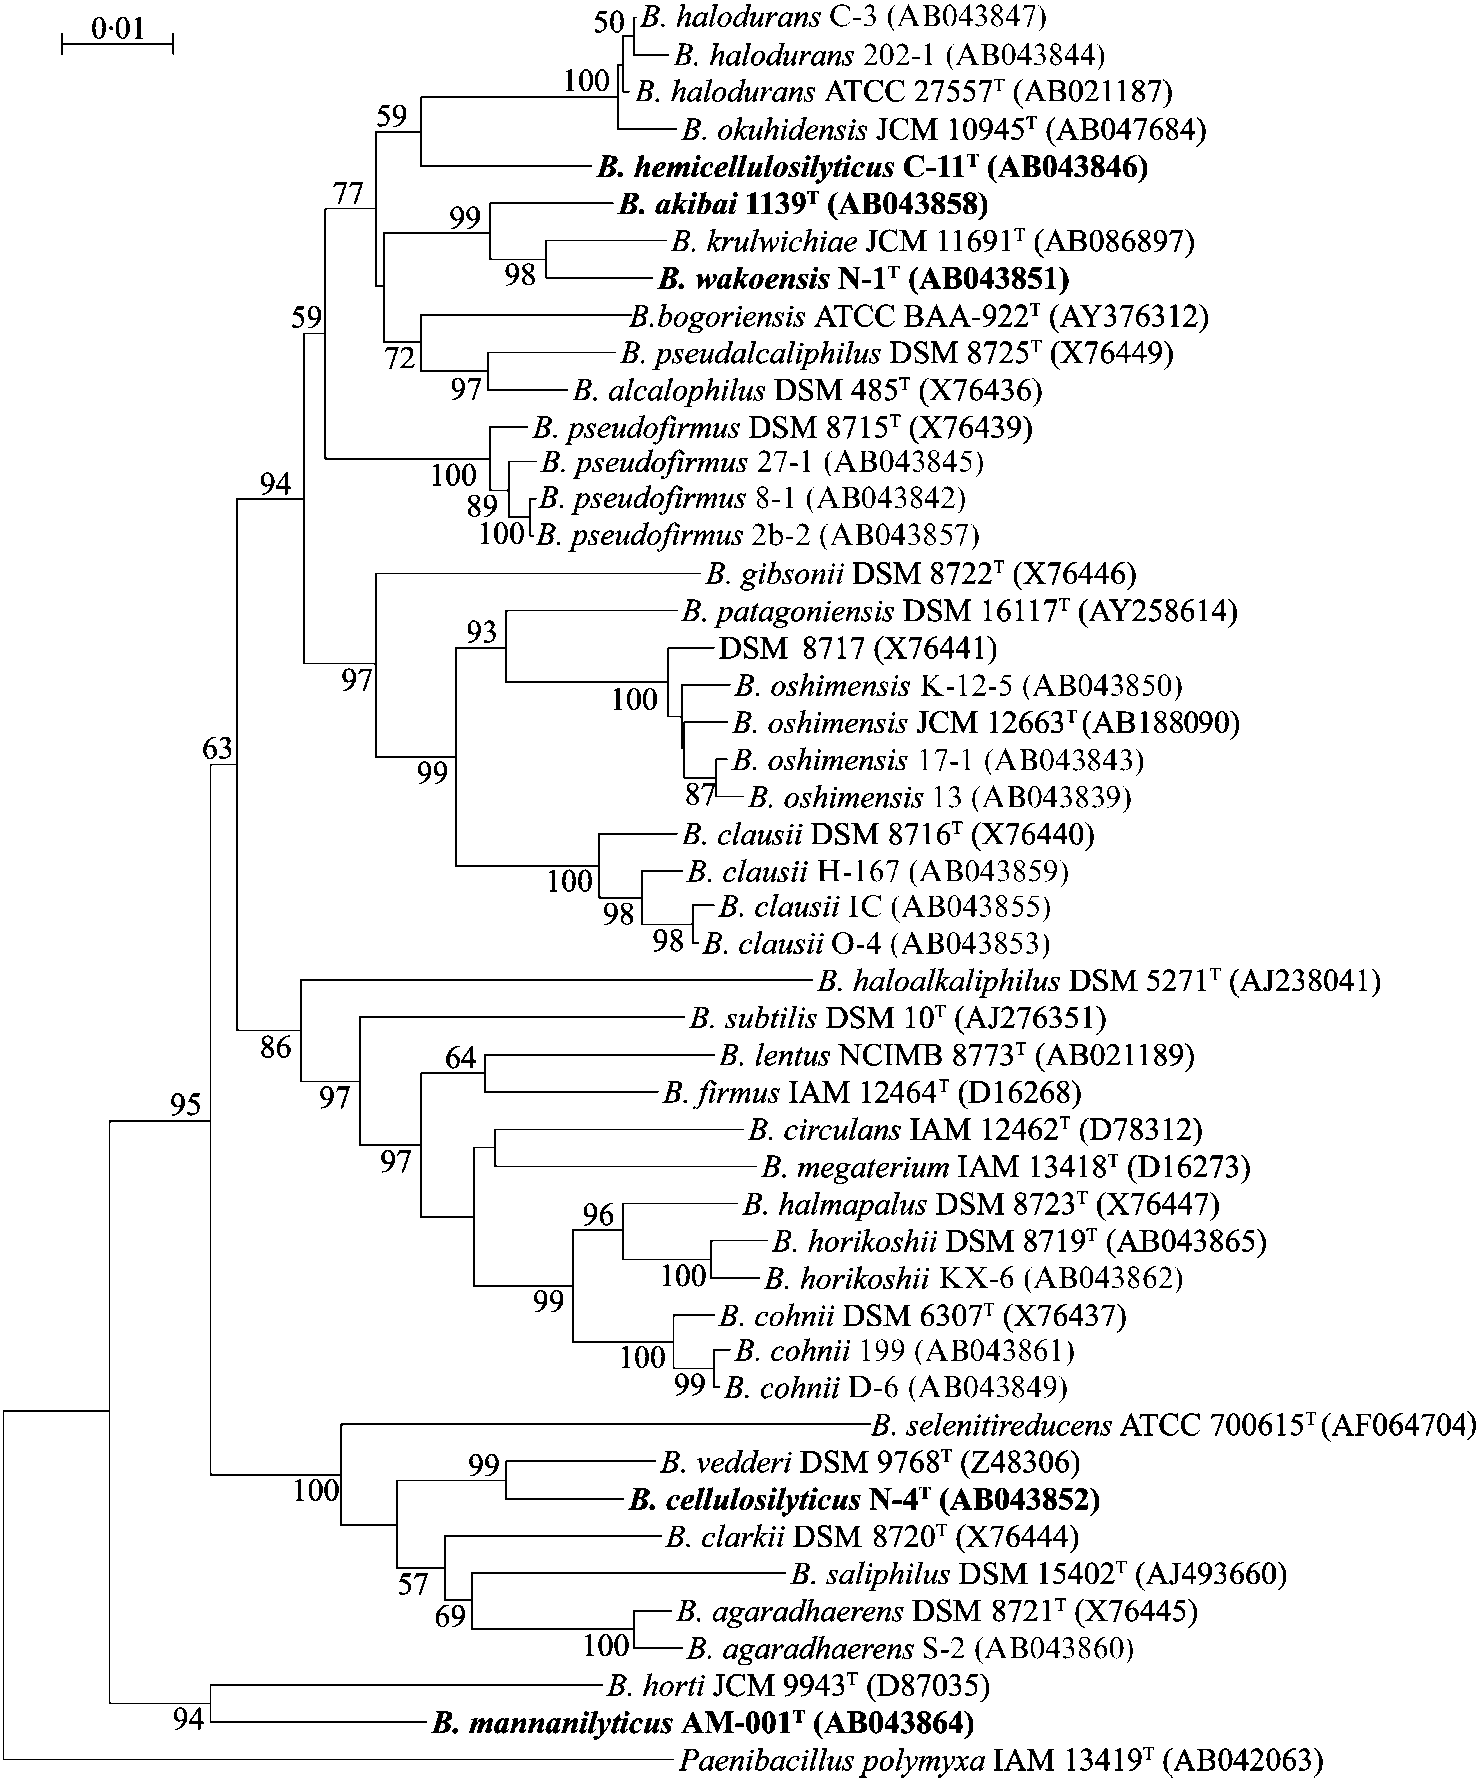 0·01
50
B. halodurans C-3 (AB043847)
B. halodurans 202-1 (AB043844)
100
B. halodurans ATCC 27557ᵀ (AB021187)
59
B. okuhidensis JCM 10945ᵀ (AB047684)
B. hemicellulosilyticus C-11ᵀ (AB043846)
77
B. akibai 1139ᵀ (AB043858)
99
B. krulwichiae JCM 11691ᵀ (AB086897)
98
B. wakoensis N-1ᵀ (AB043851)
59
B.bogoriensis ATCC BAA-922ᵀ (AY376312)
72
B. pseudalcaliphilus DSM 8725ᵀ (X76449)
97
B. alcalophilus DSM 485ᵀ (X76436)
B. pseudofirmus DSM 8715ᵀ (X76439)
100
B. pseudofirmus 27-1 (AB043845)
94
89
B. pseudofirmus 8-1 (AB043842)
100
B. pseudofirmus 2b-2 (AB043857)
B. gibsonii DSM 8722ᵀ (X76446)
B. patagoniensis DSM 16117ᵀ (AY258614)
93
DSM 8717 (X76441)
97
100
B. oshimensis K-12-5 (AB043850)
B. oshimensis JCM 12663ᵀ (AB188090)
63
99
B. oshimensis 17-1 (AB043843)
87
B. oshimensis 13 (AB043839)
B. clausii DSM 8716ᵀ (X76440)
100
B. clausii H-167 (AB043859)
98
B. clausii IC (AB043855)
98
B. clausii O-4 (AB043853)
B. haloalkaliphilus DSM 5271ᵀ (AJ238041)
B. subtilis DSM 10ᵀ (AJ276351)
86
64
B. lentus NCIMB 8773ᵀ (AB021189)
97
B. firmus IAM 12464ᵀ (D16268)
95
B. circulans IAM 12462ᵀ (D78312)
97
B. megaterium IAM 13418ᵀ (D16273)
B. halmapalus DSM 8723ᵀ (X76447)
96
B. horikoshii DSM 8719ᵀ (AB043865)
100
B. horikoshii KX-6 (AB043862)
99
B. cohnii DSM 6307ᵀ (X76437)
100
B. cohnii 199 (AB043861)
99
B. cohnii D-6 (AB043849)
B. selenitireducens ATCC 700615ᵀ (AF064704)
99
B. vedderi DSM 9768ᵀ (Z48306)
100
B. cellulosilyticus N-4ᵀ (AB043852)
B. clarkii DSM 8720ᵀ (X76444)
57
B. saliphilus DSM 15402ᵀ (AJ493660)
69
B. agaradhaerens DSM 8721ᵀ (X76445)
100
B. agaradhaerens S-2 (AB043860)
B. horti JCM 9943ᵀ (D87035)
94
B. mannanilyticus AM-001ᵀ (AB043864)
Paenibacillus polymyxa IAM 13419ᵀ (AB042063)